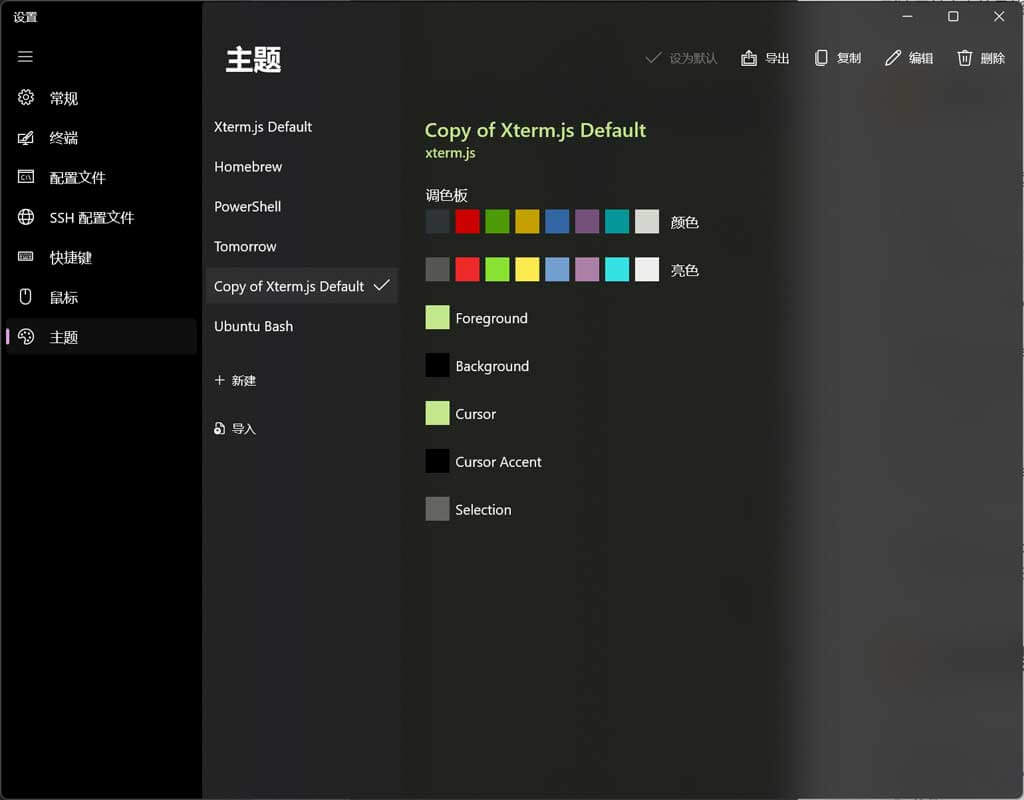 设置
常规
终端
配置文件
SSH 配置文件
快捷键
鼠标
主题
主题
设为默认
导出
复制
编辑
删除
Xterm.js Default
Homebrew
PowerShell
Tomorrow
Copy of Xterm.js Default
Ubuntu Bash
新建
导入
Copy of Xterm.js Default
xterm.js
调色板
颜色
亮色
Foreground
Background
Cursor
Cursor Accent
Selection